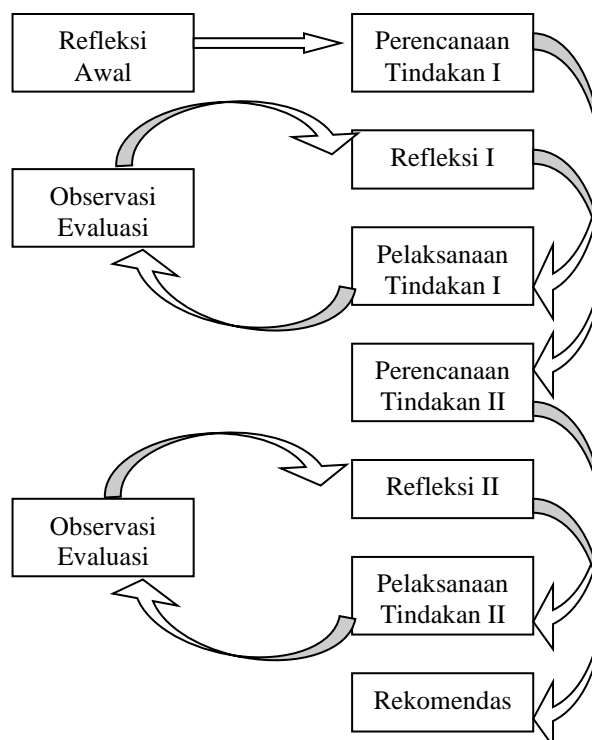 Refleksi
Awal
Perencanaan
Tindakan I
Refleksi I
Observasi
Evaluasi
Pelaksanaan
Tindakan I
Perencanaan
Tindakan II
Refleksi II
Observasi
Evaluasi
Pelaksanaan
Tindakan II
Rekomendas